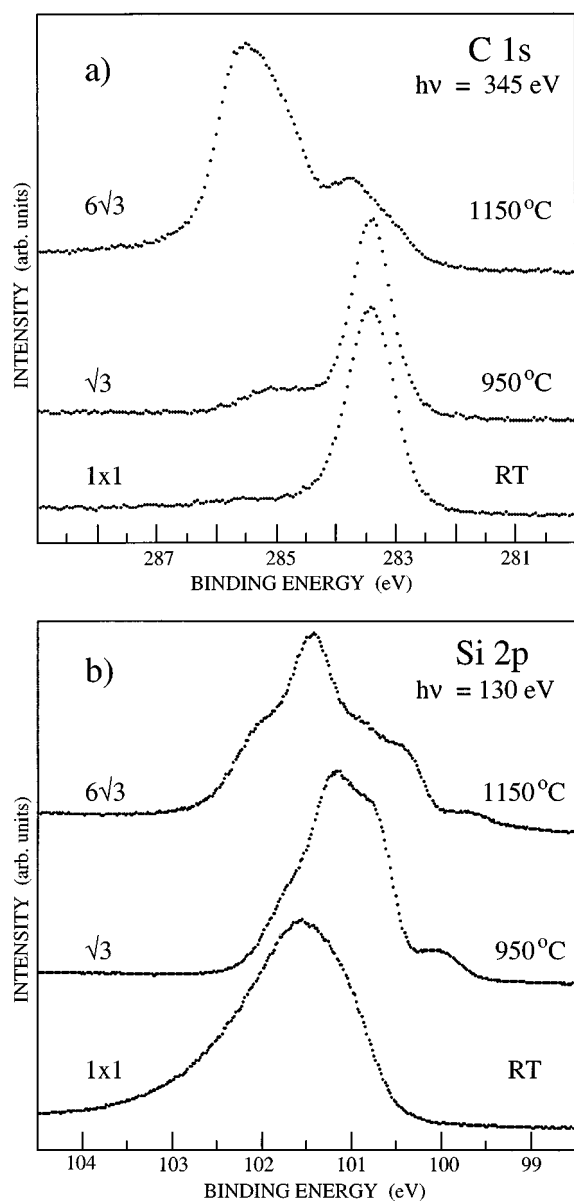 a)
C 1s
hν = 345 eV
6√3
1150°C
√3
950°C
1x1
RT
INTENSITY (arb. units)
287 285 283 281
BINDING ENERGY (eV)
b)
Si 2p
hν = 130 eV
6√3
1150°C
√3
950°C
1x1
RT
INTENSITY (arb. units)
104 103 102 101 100 99
BINDING ENERGY (eV)